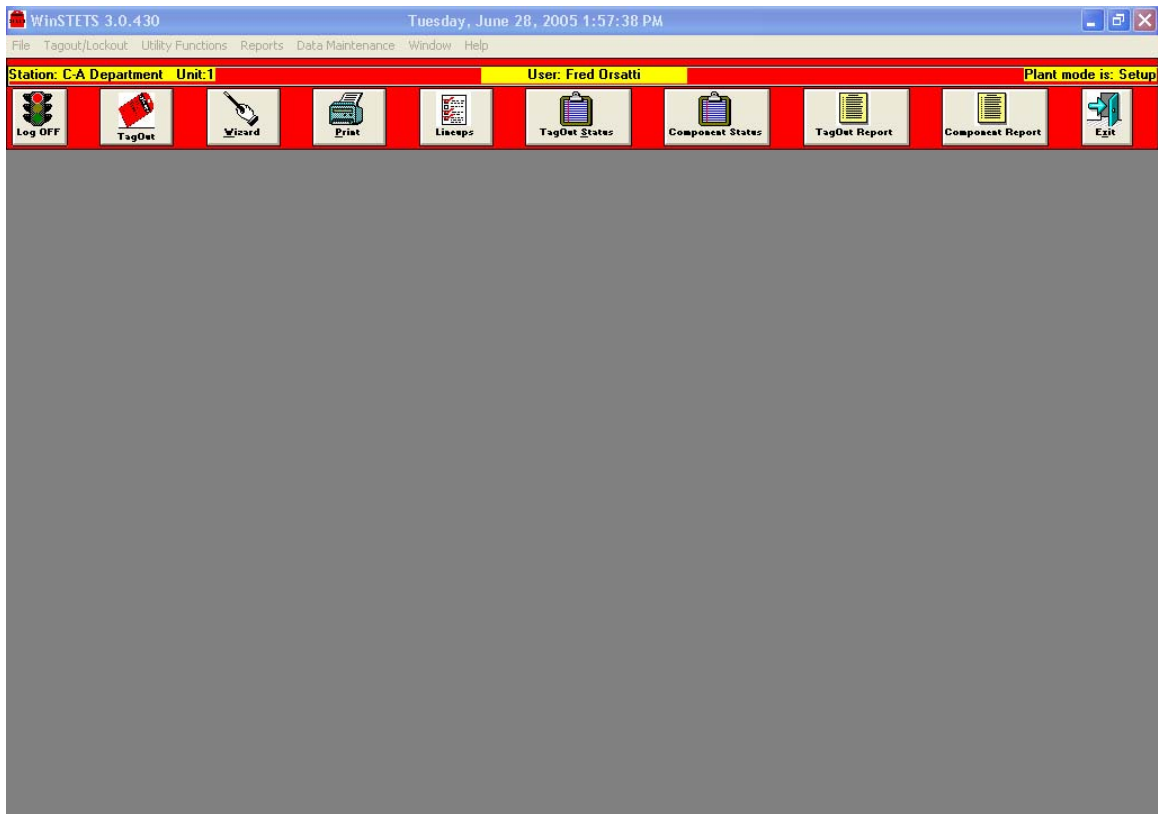 WinSTETS 3.0.430 Tuesday, June 28, 2005 1:57:38 PM
File Tagout/Lockout Utility Functions Reports Data Maintenance Window Help
Station: C-A Department Unit:1 User: Fred Orsatti Plant mode is: Setup
Log OFF TagOut Wizard Print Lineups TagOut Status Component Status TagOut Report Component Report Exit